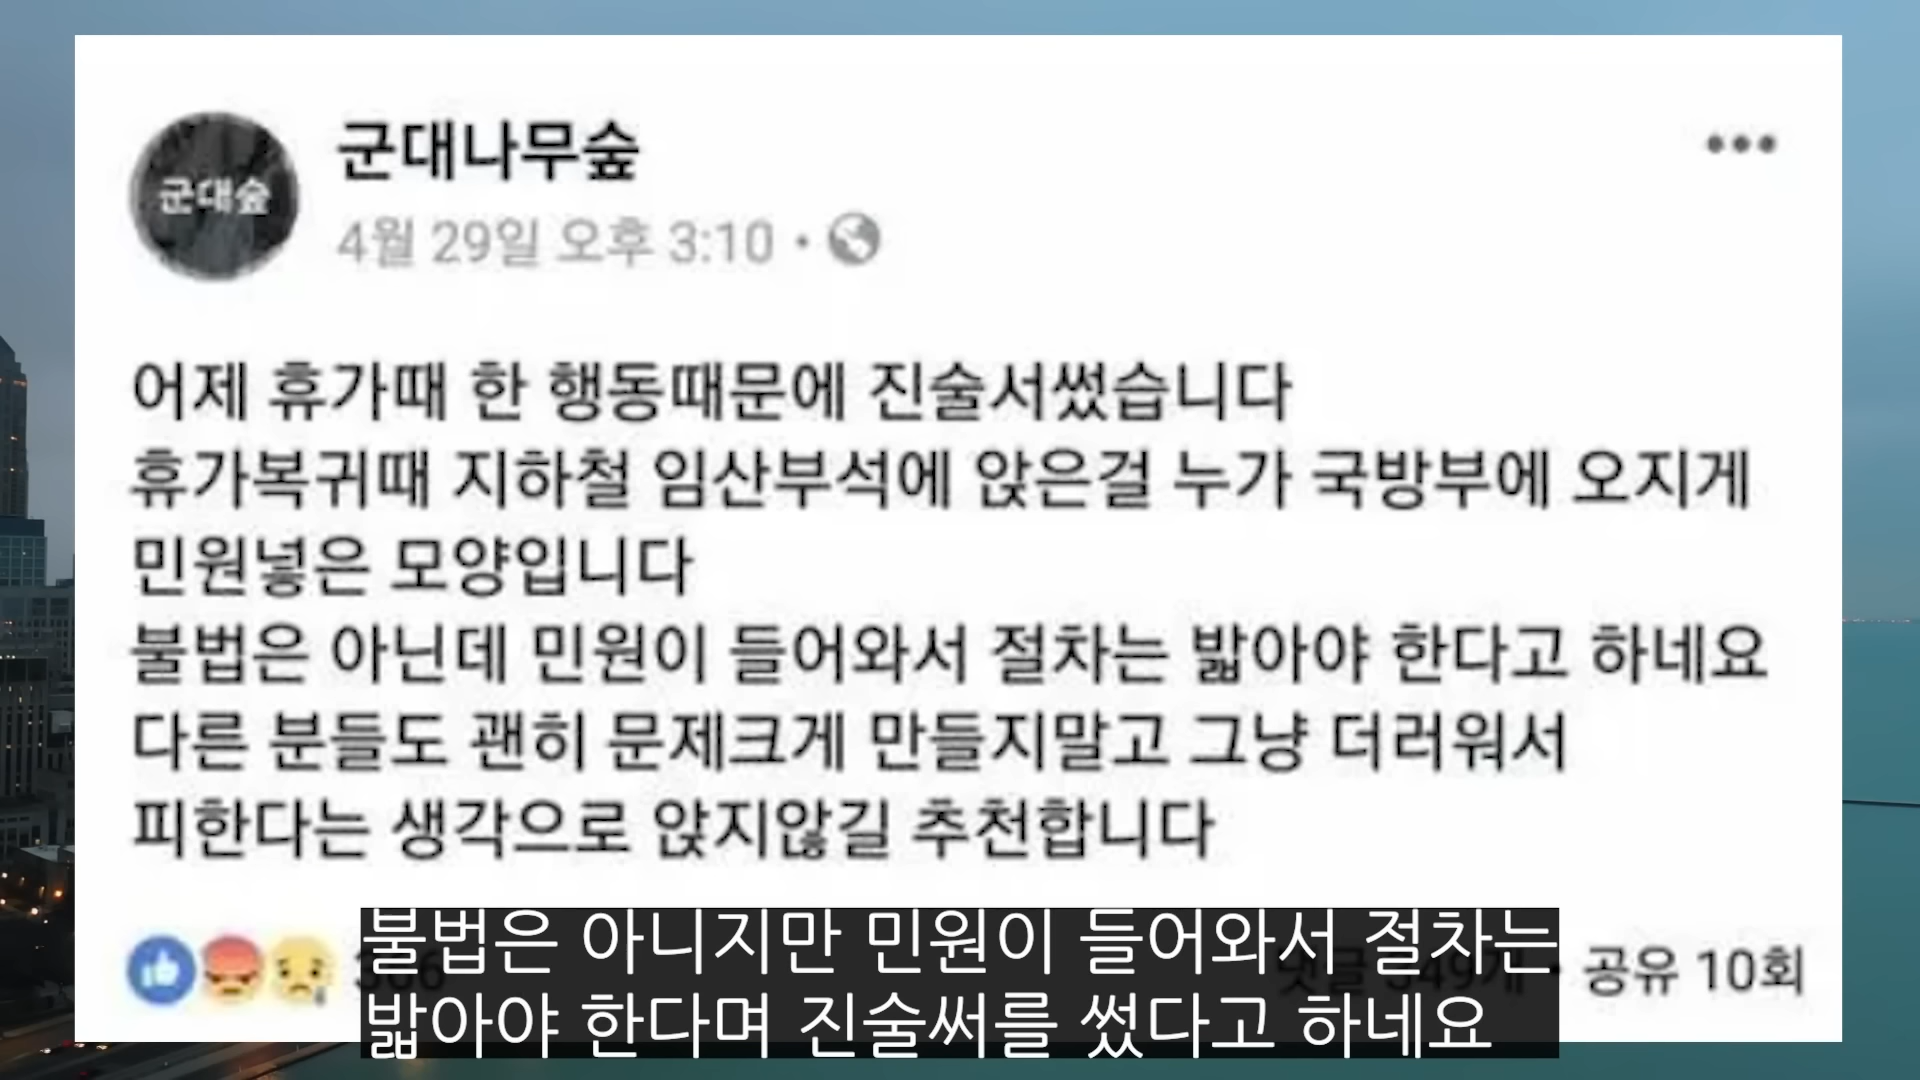 군대숲
군대나무숲
4월 29일 오후 3:10
어제 휴가때 한 행동때문에 진술서썼습니다
휴가복귀때 지하철 임산부석에 앉은걸 누가 국방부에 오지게
민원넣은 모양입니다
불법은 아닌데 민원이 들어와서 절차는 밟아야 한다고 하네요
다른 분들도 괜히 문제크게 만들지말고 그냥 더러워서
피한다는 생각으로 앉지않길 추천합니다
공유 10회
불법은 아니지만 민원이 들어와서 절차는
밟아야 한다며 진술써를 썼다고 하네요